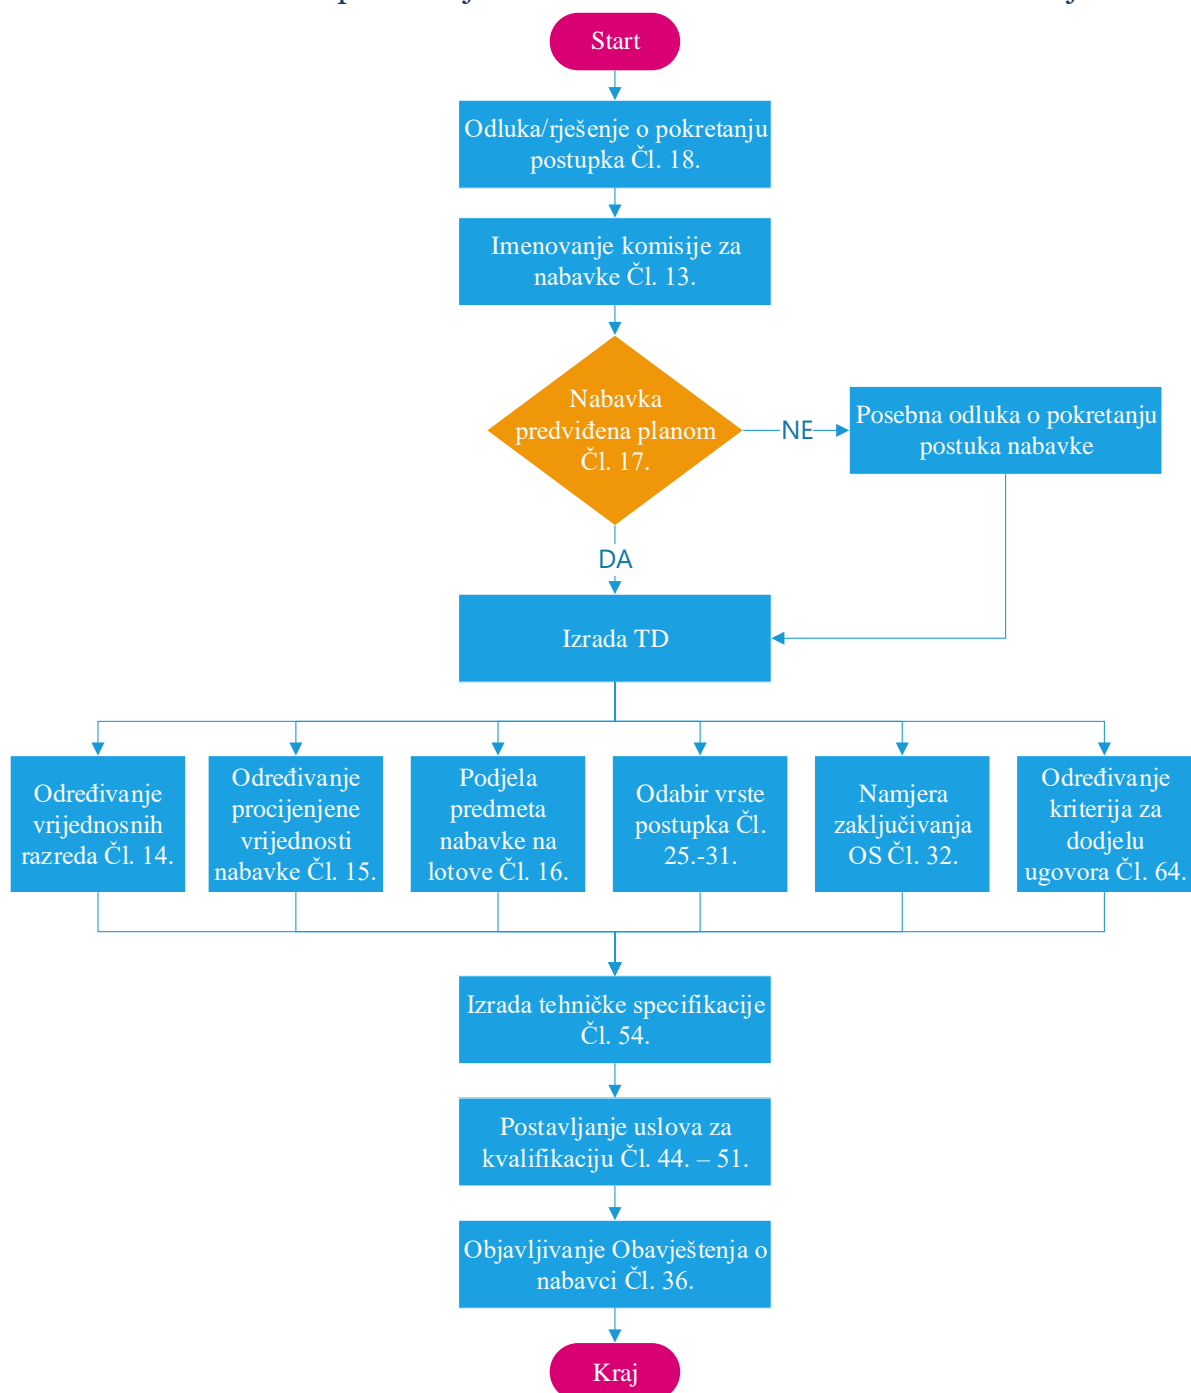 Start
Odluka/rješenje o pokretanju
postupka Čl. 18.
Imenovanje komisije za
nabavke Čl. 13.
Nabavka
predviđena planom
Čl. 17.
NE
Posebna odluka o pokretanju
postuka nabavke
DA
Izrada TD
Određivanje
vrijednosnih
razreda Čl. 14.
Određivanje
procijenjene
vrijednosti
nabavke Čl. 15.
Podjela
predmeta
nabavke na
lotove Čl. 16.
Odabir vrste
postupka Čl.
25.-31.
Namjera
zaključivanja
OS Čl. 32.
Određivanje
kriterija za
dodjelu
ugovora Čl. 64.
Izrada tehničke specifikacije
Čl. 54.
Postavljanje uslova za
kvalifikaciju Čl. 44. – 51.
Objavljivanje Obavještenja o
nabavci Čl. 36.
Kraj